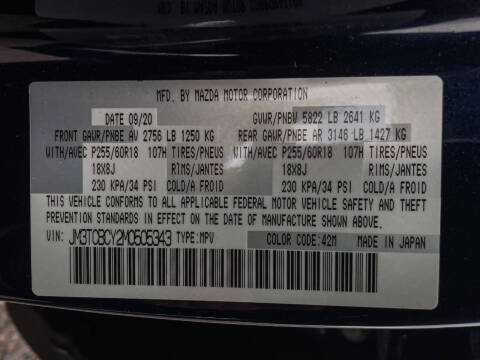 MFD. BY MAZDA MOTOR CORPORATION
DATE 09/20 GVWR/PNBV 5822 LB 2641 KG
FRONT GAWR/PNBE AV 2756 LB 1250 KG REAR GAWR/PNBE AR 3146 LB 1427 KG
WITH/AVEC P255/60R18 107H TIRES/PNEUS WITH/AVEC P255/60R18 107H TIRES/PNEUS
18X8J RIMS/JANTES 18X8J RIMS/JANTES
230 KPA/34 PSI COLD/A FROID 230 KPA/34 PSI COLD/A FROID
THIS VEHICLE CONFORMS TO ALL APPLICABLE FEDERAL MOTOR VEHICLE SAFETY AND THEFT
PREVENTION STANDARDS IN EFFECT ON THE DATE OF MANUFACTURE SHOWN ABOVE.
VIN: JM3TCBCY2M0505343 TYPE:MPV COLOR CODE: 42M MADE IN JAPAN